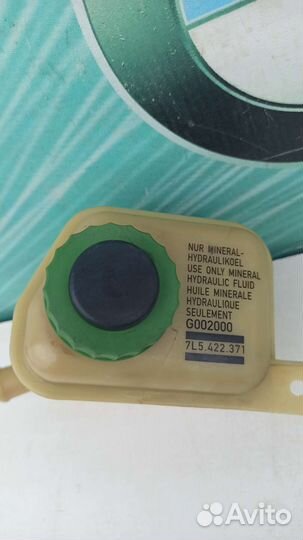 NUR MINERAL-
HYDRAULIKOEL
USE ONLY MINERAL
HYDRAULIC FLUID
HUILE MINERALE
HYDRAULIQUE
SEULEMENT
G002000
7L5.422.371
Avito